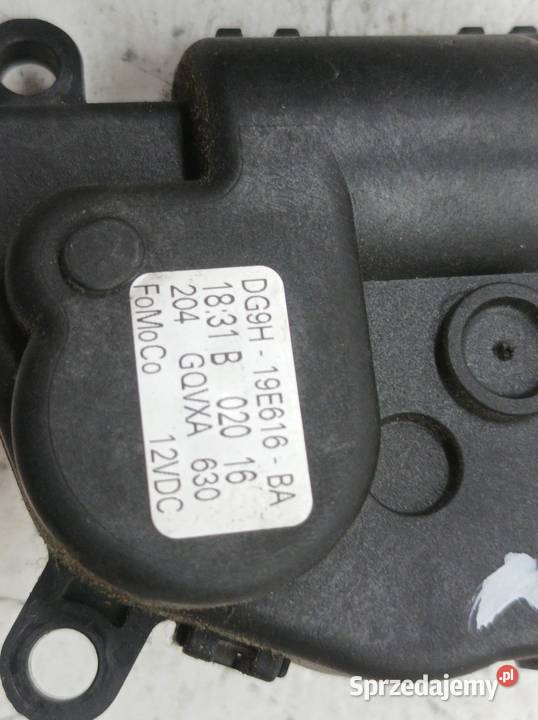 DG9H - 19E616 - BA
18:31 B 020 16
204 GQVXA 630
FoMoCo 12VDC
Sprzedajemy.pl